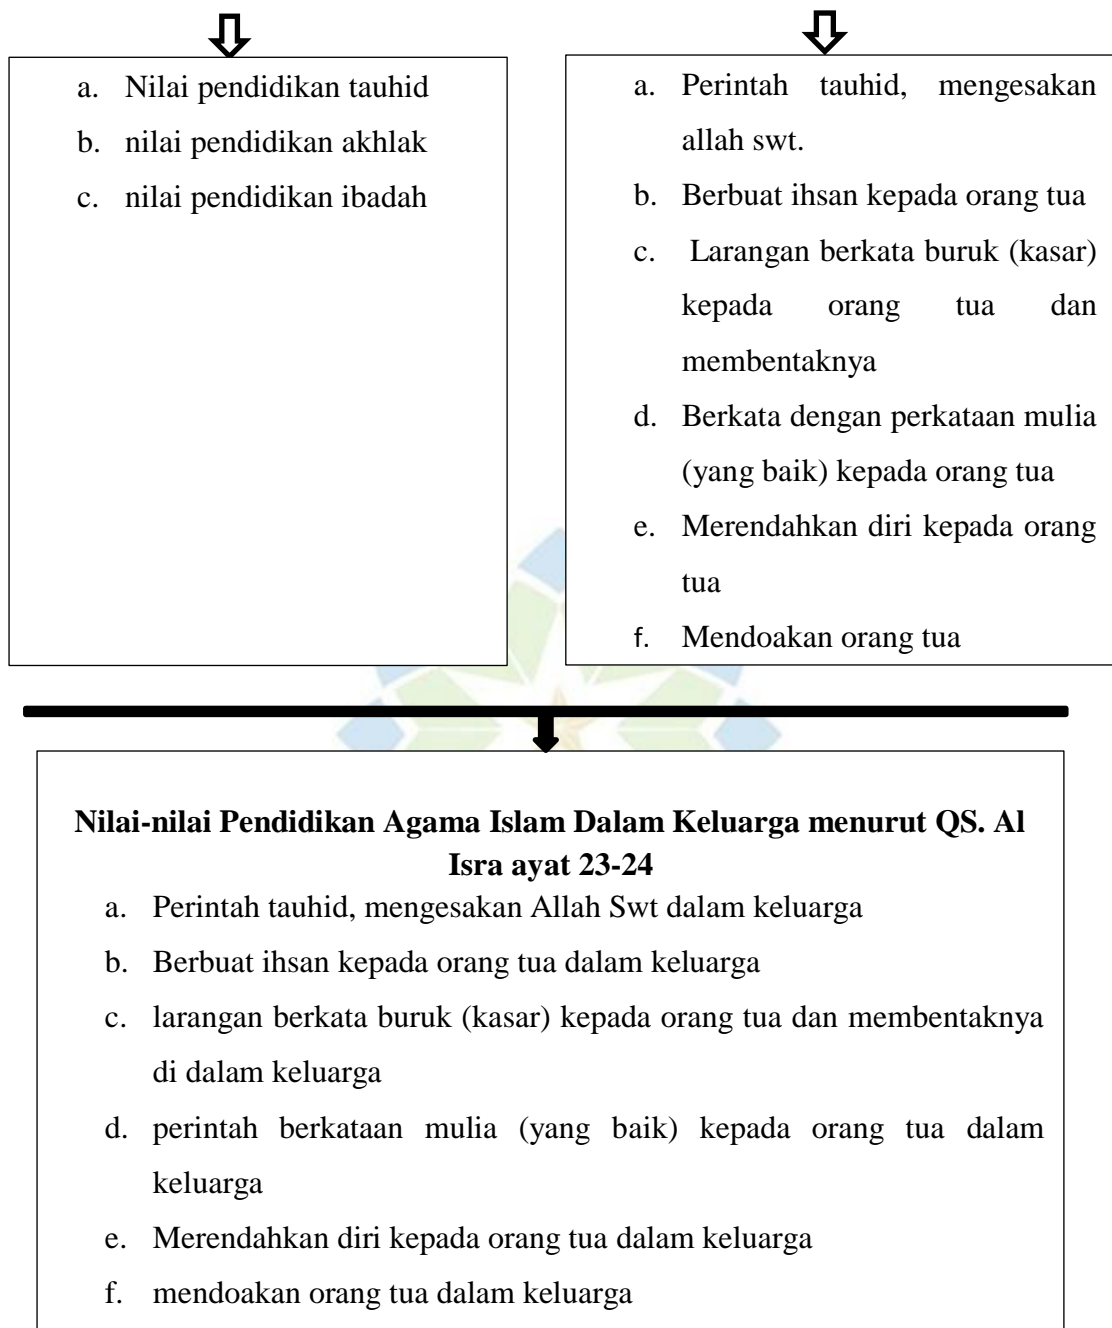 a. Nilai pendidikan tauhid
b. nilai pendidikan akhlak
c. nilai pendidikan ibadah
a. Perintah tauhid, mengesakan
allah swt.
b. Berbuat ihsan kepada orang tua
c. Larangan berkata buruk (kasar)
kepada orang tua dan
membentaknya
d. Berkata dengan perkataan mulia
(yang baik) kepada orang tua
e. Merendahkan diri kepada orang
tua
f. Mendoakan orang tua
Nilai-nilai Pendidikan Agama Islam Dalam Keluarga menurut QS. Al
Isra ayat 23-24
a. Perintah tauhid, mengesakan Allah Swt dalam keluarga
b. Berbuat ihsan kepada orang tua dalam keluarga
c. larangan berkata buruk (kasar) kepada orang tua dan membentaknya
di dalam keluarga
d. perintah berkataan mulia (yang baik) kepada orang tua dalam
keluarga
e. Merendahkan diri kepada orang tua dalam keluarga
f. mendoakan orang tua dalam keluarga